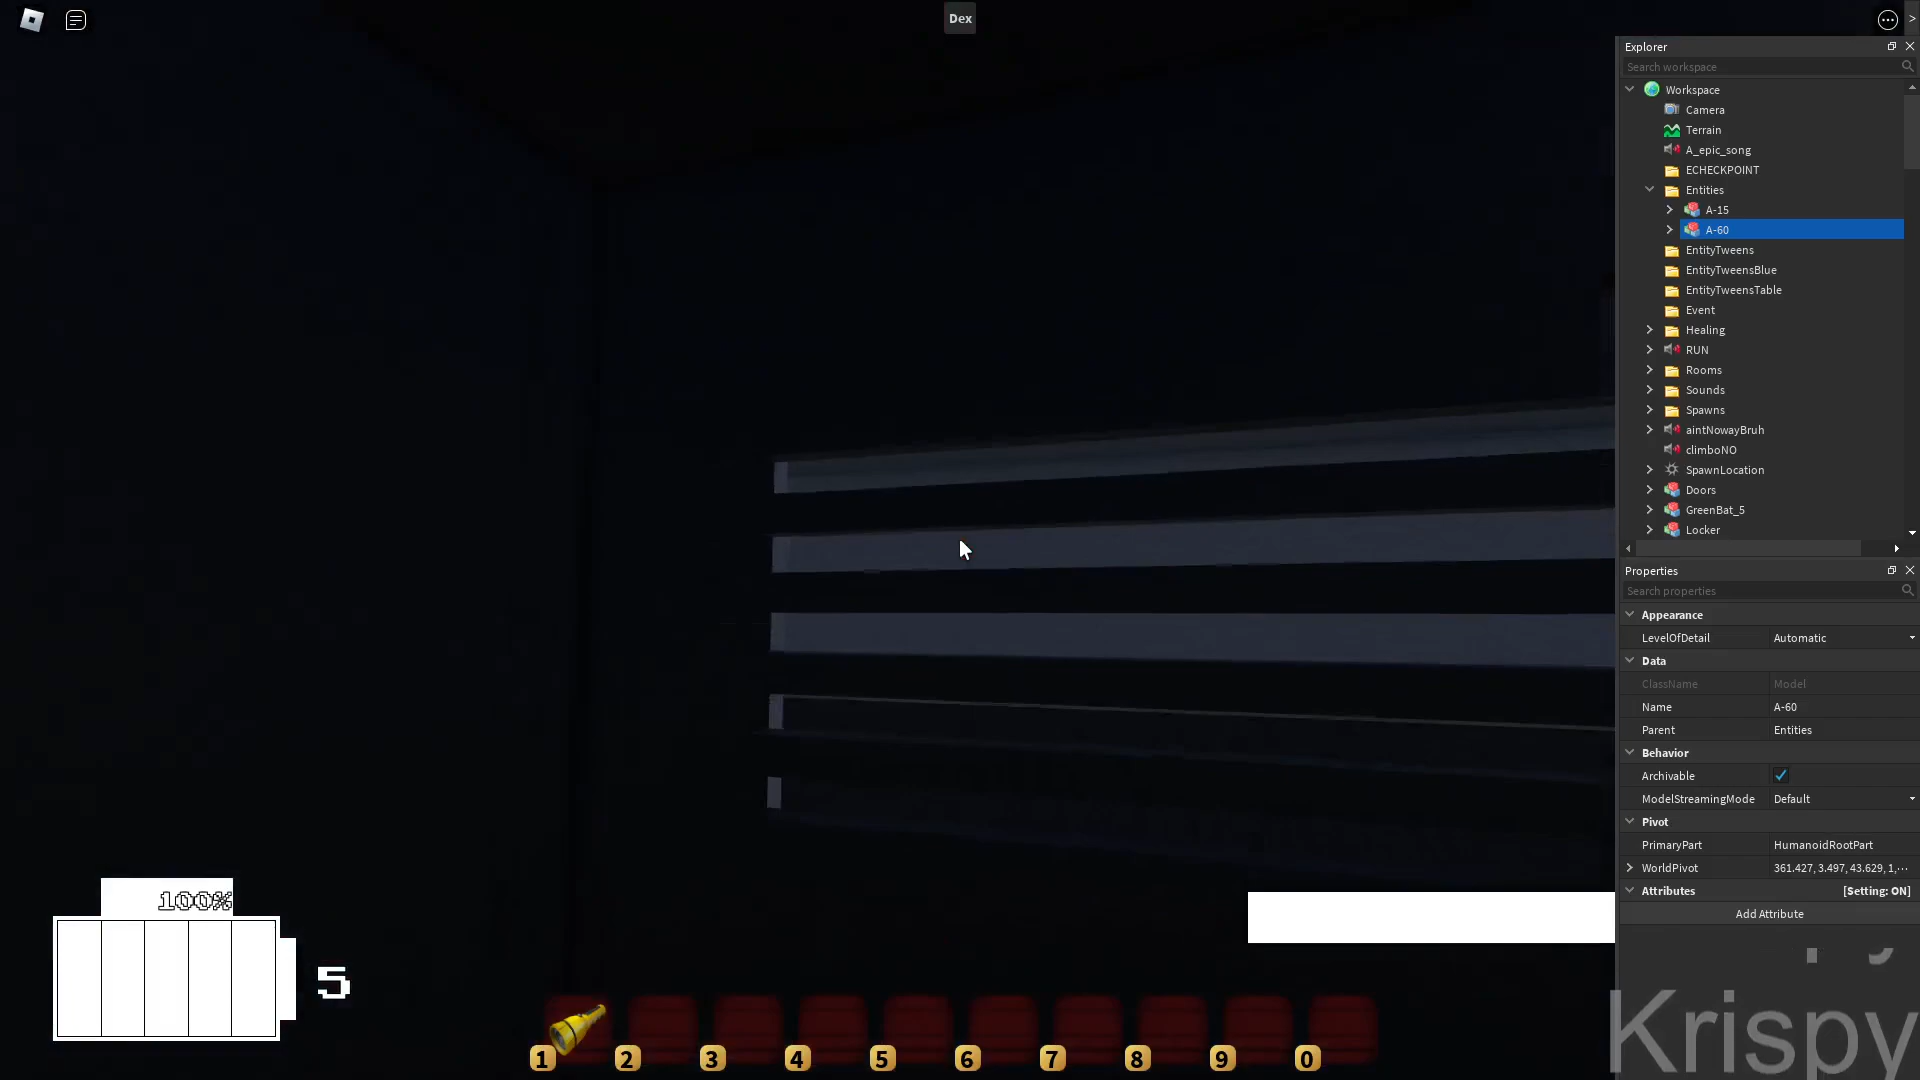 Dex
Explorer
Search workspace
Workspace
Camera
Terrain
A_epic_song
ECHECKPOINT
Entities
A-15
A-60
EntityTweens
EntityTweensBlue
EntityTweensTable
Event
Healing
RUN
Rooms
Sounds
Spawns
aintNowayBruh
climboNO
SpawnLocation
Doors
GreenBat_5
Locker
Properties
Search properties
Appearance
LevelOfDetail Automatic
Data
ClassName Model
Name A-60
Parent Entities
Behavior
Archivable
ModelStreamingMode Default
Pivot
PrimaryPart HumanoidRootPart
WorldPivot 361.427, 3.497, 43.629, 1,...
Attributes [Setting: ON]
Add Attribute
100%
5
Krispy
1 2 3 4 5 6 7 8 9 0